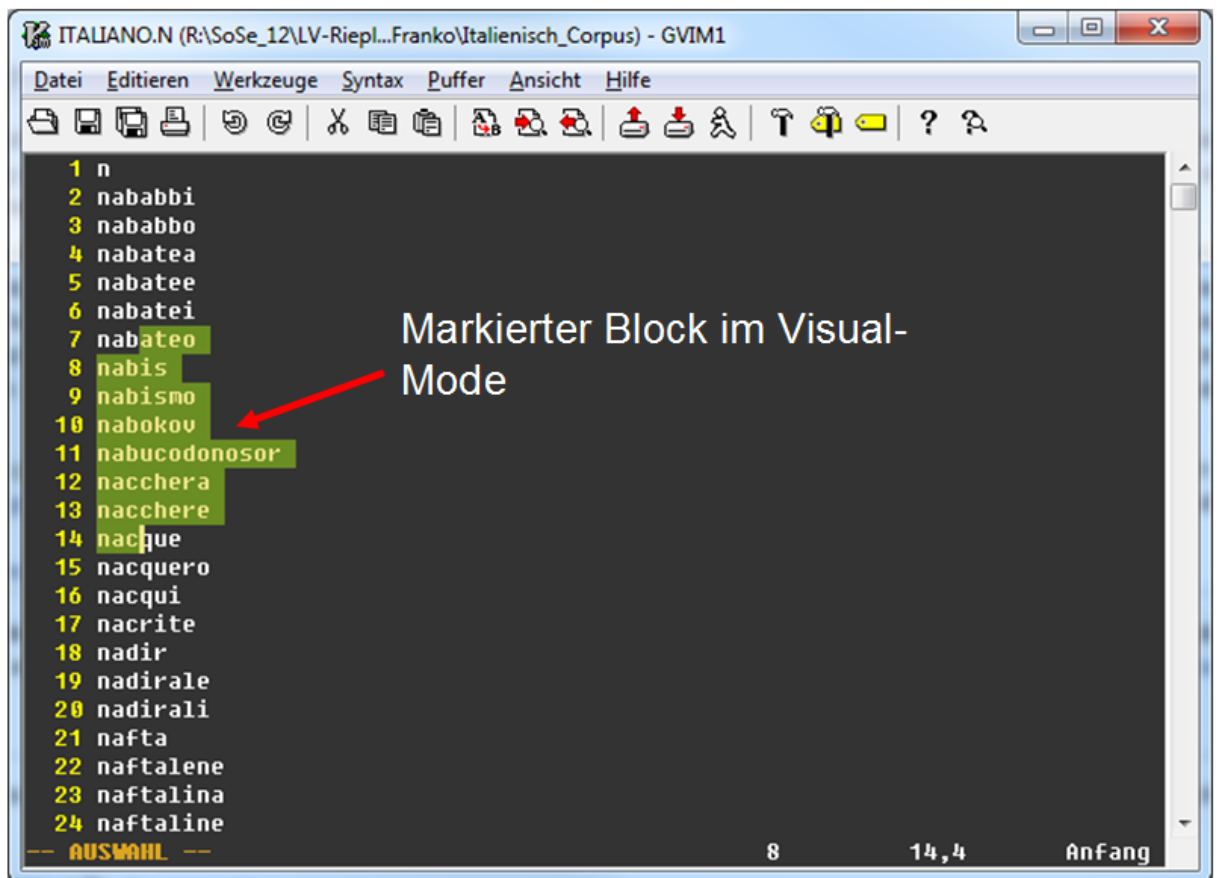 ITALIANO.N (R:\SoSe_12\LV-Riepl...Franko\Italienisch_Corpus) - GVIM1
Datei Editieren Werkzeuge Syntax Puffer Ansicht Hilfe
1 n
2 nababbi
3 nababbo
4 nabatea
5 nabatee
6 nabatei
7 nabateo
8 nabis
9 nabismo
10 nabokov
11 nabucodonosor
12 nacchera
13 nacchere
14 nacque
15 nacquero
16 nacqui
17 nacrite
18 nadir
19 nadirale
20 nadirali
21 nafta
22 naftalene
23 naftalina
24 naftaline
Markierter Block im Visual-
Mode
-- AUSWAHL -- 8 14,4 Anfang